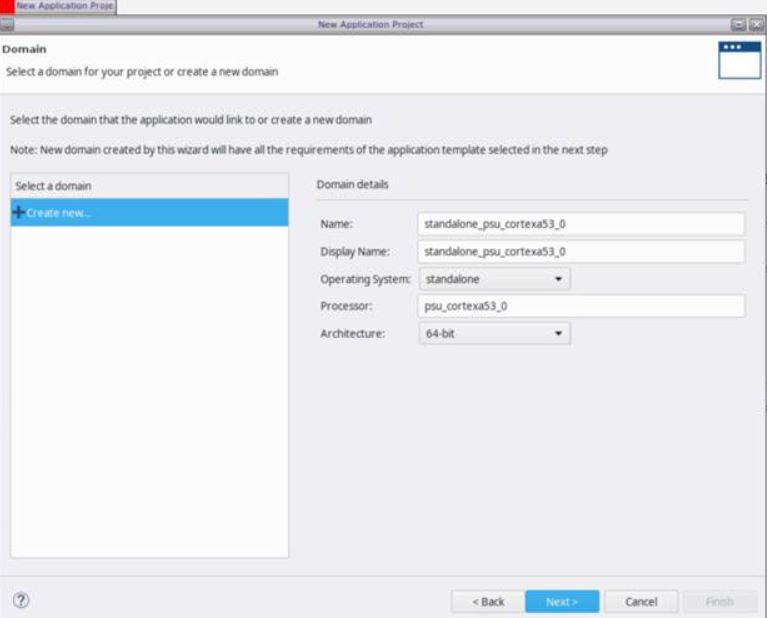 New Application Proje
New Application Project
Domain
Select a domain for your project or create a new domain
Select the domain that the application would link to or create a new domain
Note: New domain created by this wizard will have all the requirements of the application template selected in the next step
Select a domain
Create new...
Domain details
Name: standalone_psu_cortexa53_0
Display Name: standalone_psu_cortexa53_0
Operating System: standalone
Processor: psu_cortexa53_0
Architecture: 64-bit
? < Back Next > Cancel Finish